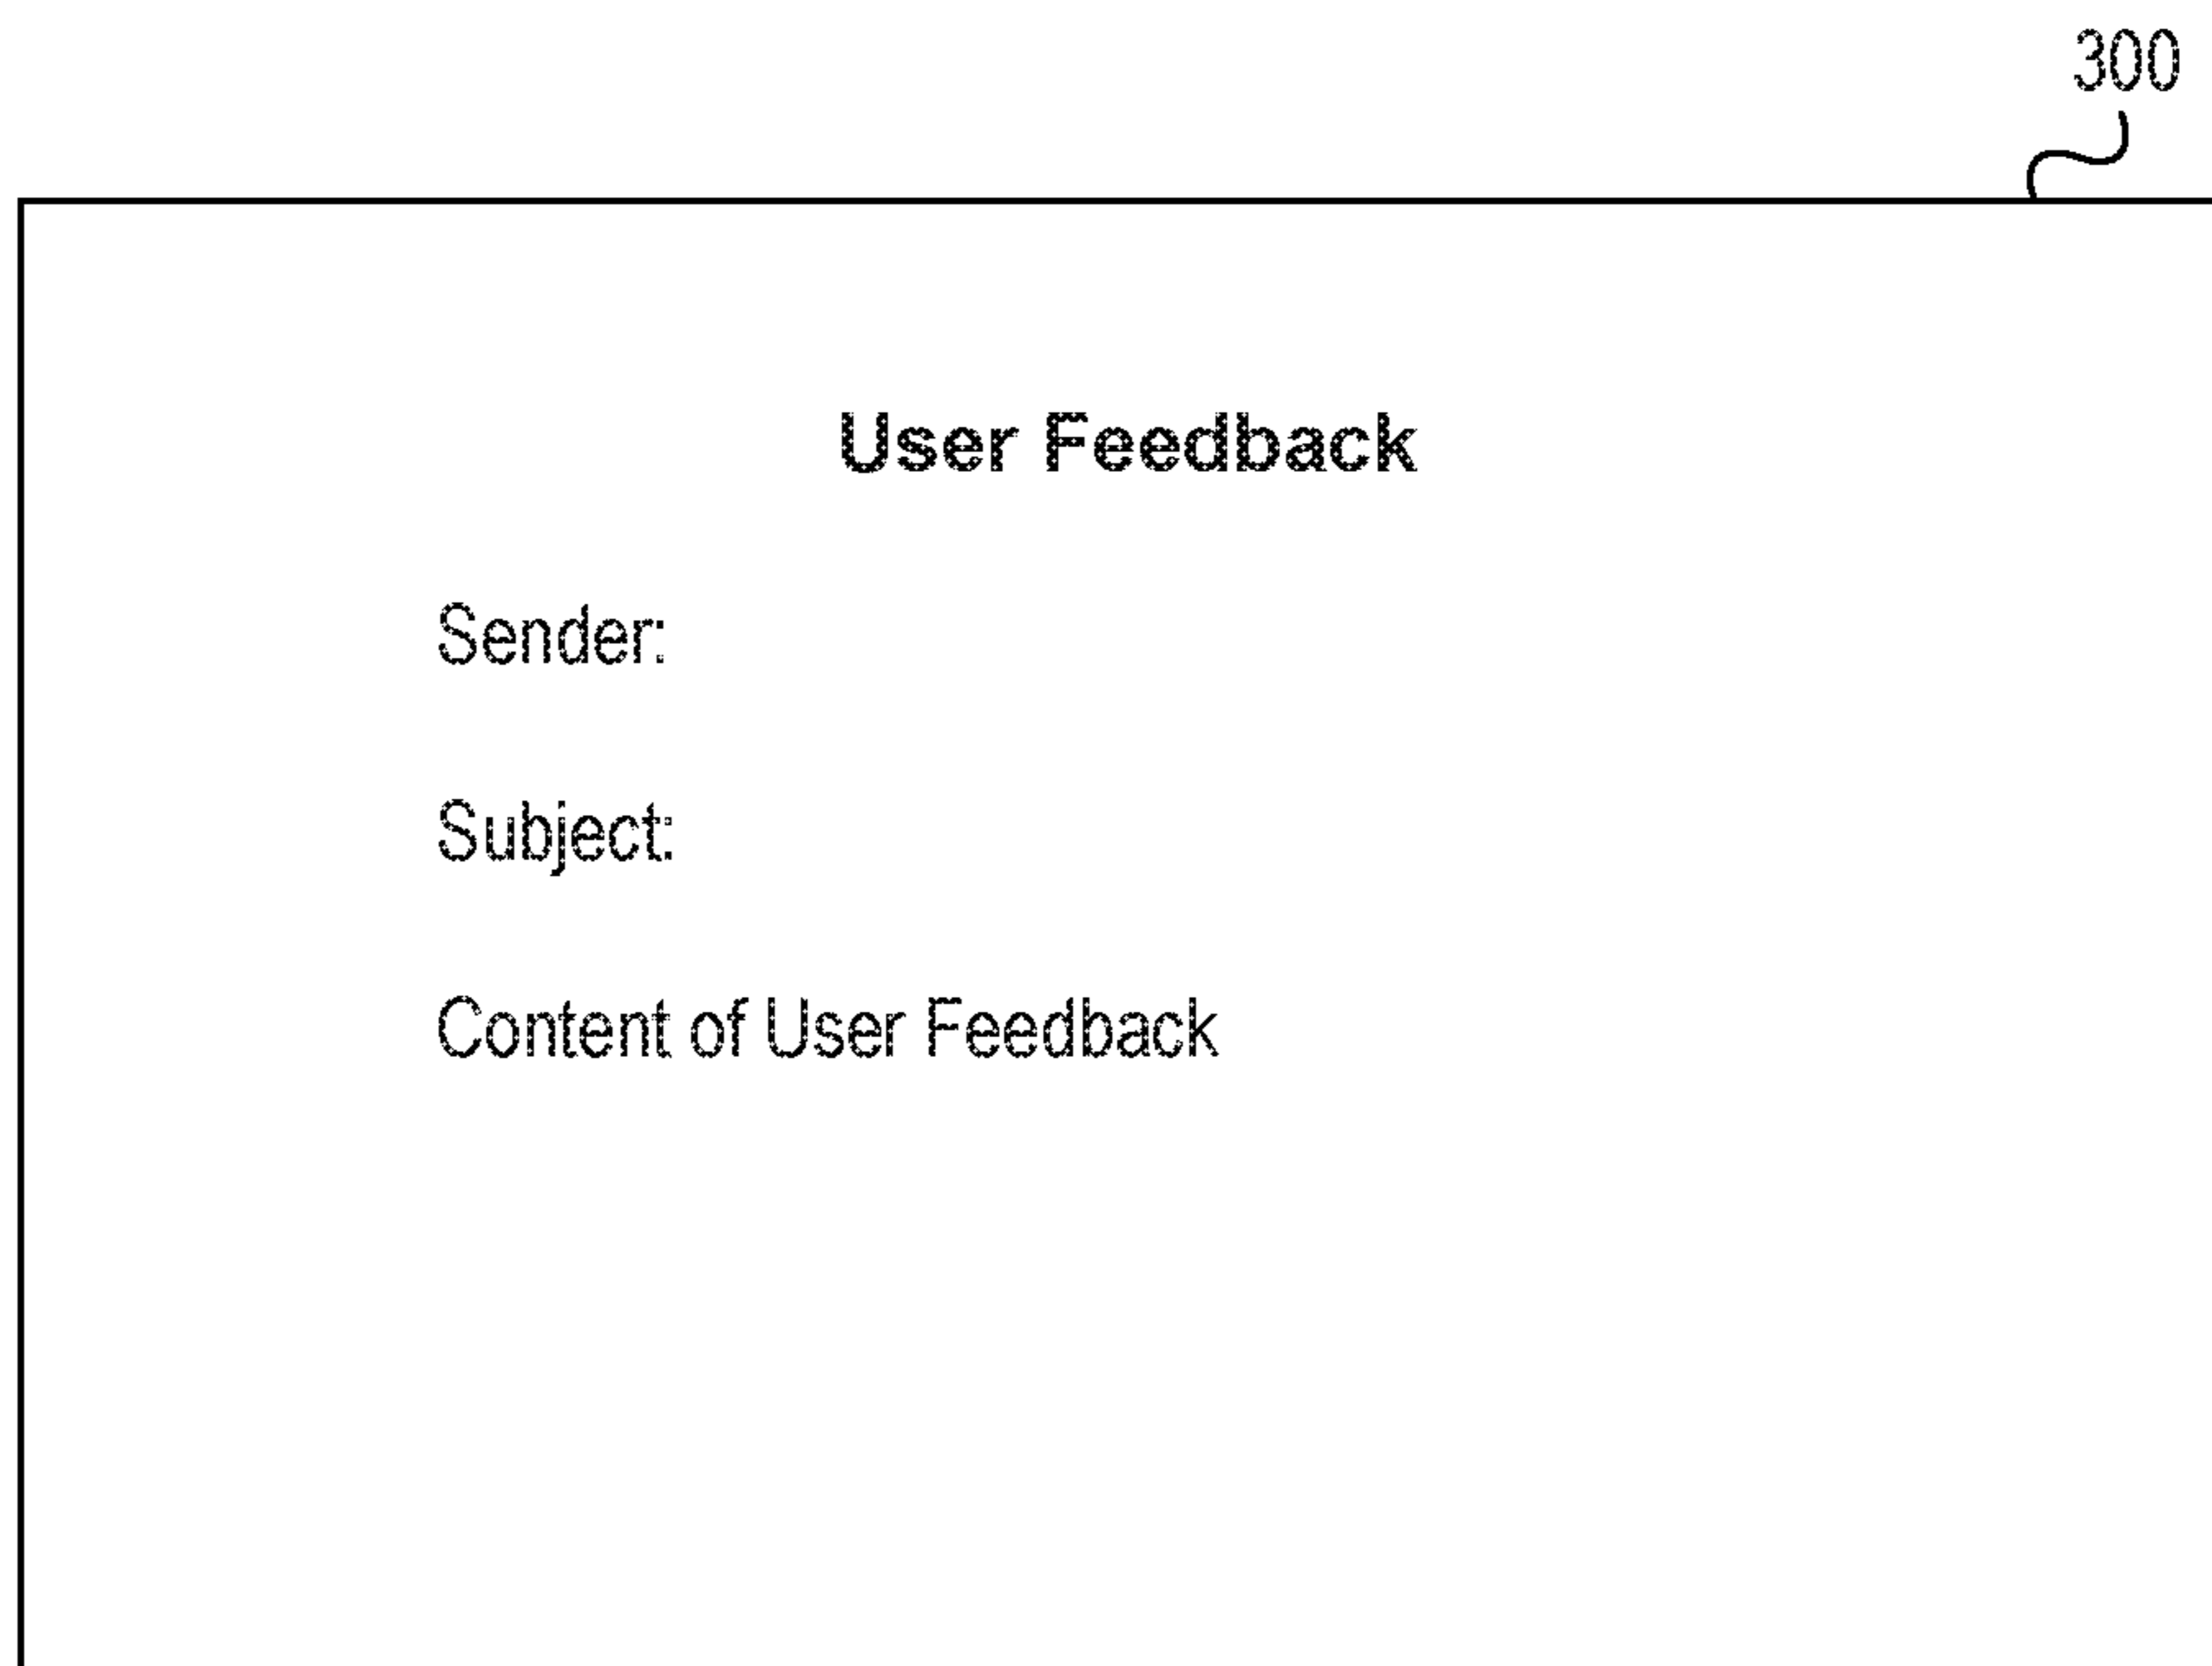 300
User Feedback
Sender:
Subject:
Content of User Feedback